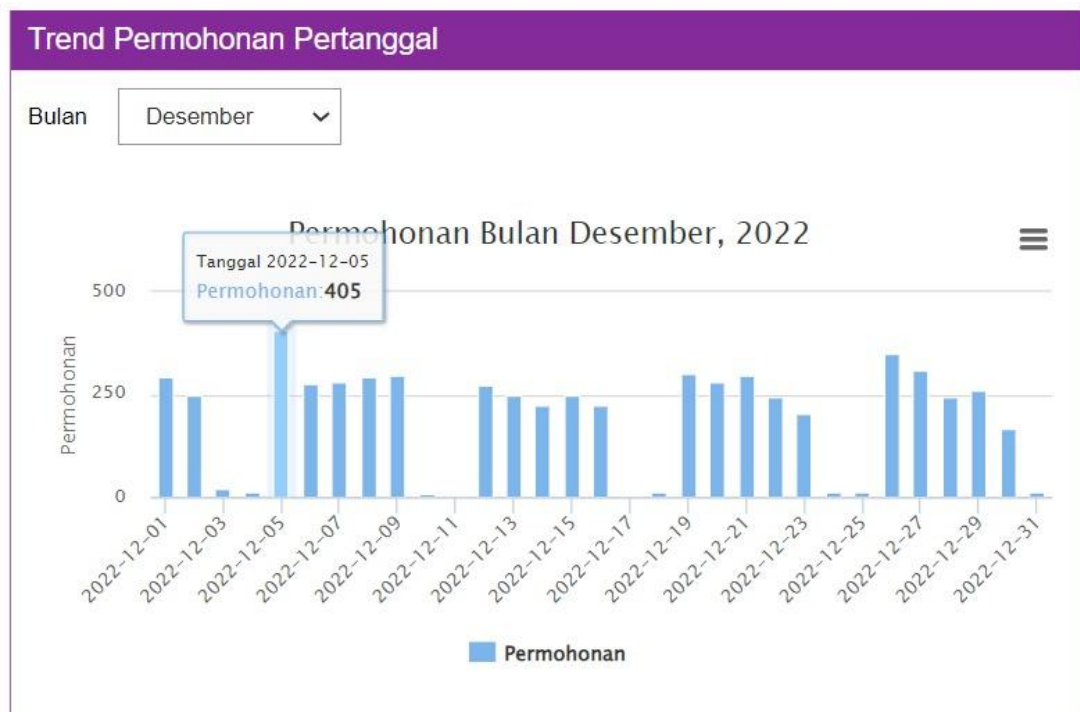 Trend Permohonan Pertanggal
Bulan Desember
Permohonan Bulan Desember, 2022
Tanggal 2022-12-05
Permohonan:405
500
250
0
Permohonan
2022-12-01
2022-12-03
2022-12-05
2022-12-07
2022-12-09
2022-12-11
2022-12-13
2022-12-15
2022-12-17
2022-12-19
2022-12-21
2022-12-23
2022-12-25
2022-12-27
2022-12-29
2022-12-31
Permohonan